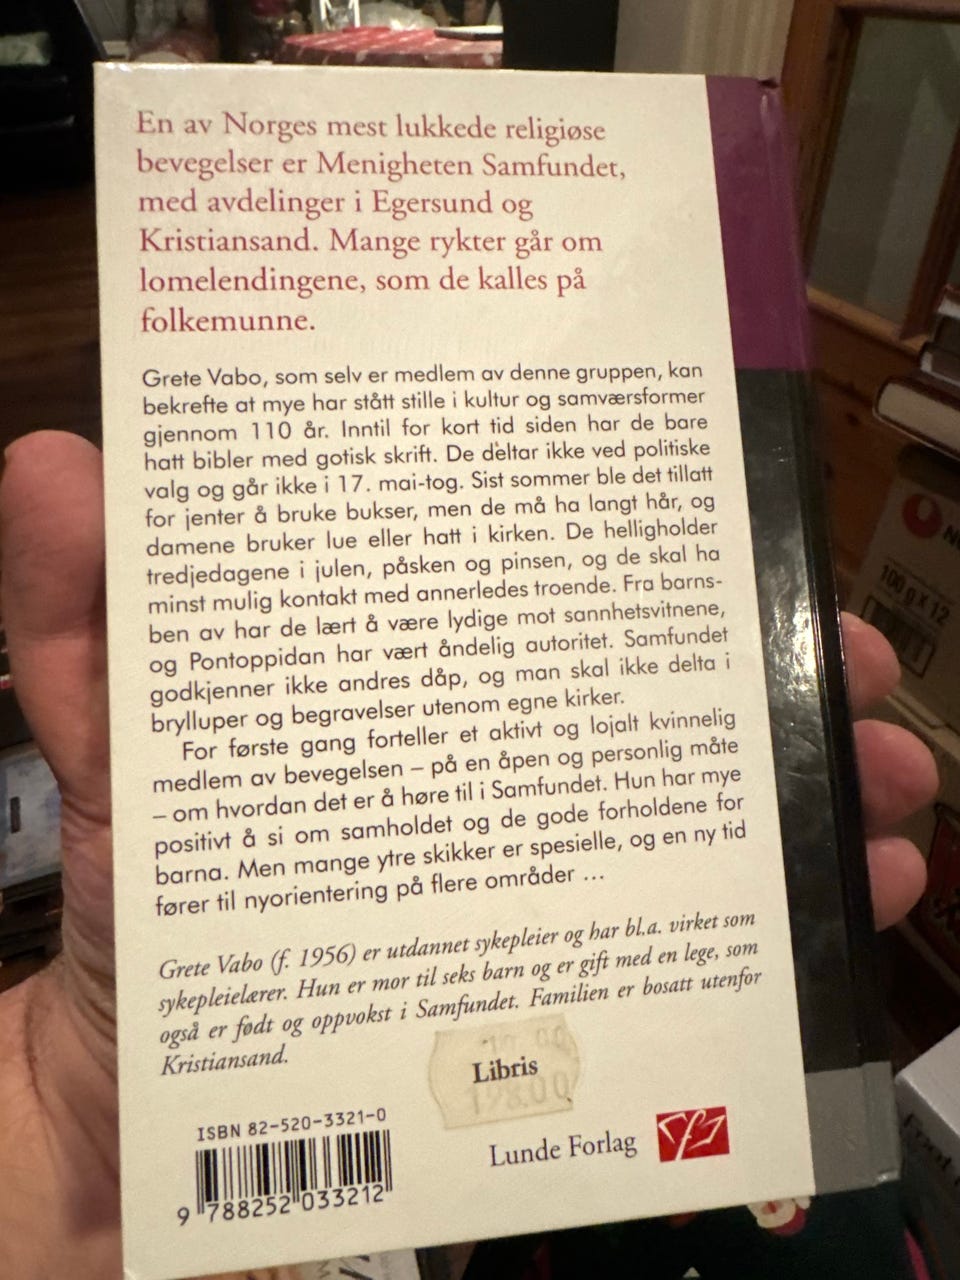 En av Norges mest lukkede religiøse
bevegelser er Menigheten Samfundet,
med avdelinger i Egersund og
Kristiansand. Mange rykter går om
lomelendingene, som de kalles på
folkemunne.
Grete Vabo, som selv er medlem av denne gruppen, kan
bekrefte at mye har stått stille i kultur og samværsformer
gjennom 110 år. Inntil for kort tid siden har de bare
hatt bibler med gotisk skrift. De deltar ikke ved politiske
valg og går ikke i 17. mai-tog. Sist sommer ble det tillatt
for jenter å bruke bukser, men de må ha langt hår, og
damene bruker lue eller hatt i kirken. De helligholder
tredjedagene i julen, påsken og pinsen, og de skal ha
minst mulig kontakt med annerledes troende. Fra barns-
ben av har de lært å være lydige mot sannhetsvitnene,
og Pontoppidan har vært åndelig autoritet. Samfundet
godkjenner ikke andres dåp, og man skal ikke delta i
brylluper og begravelser utenom egne kirker.
For første gang forteller et aktivt og lojalt kvinnelig
medlem av bevegelsen – på en åpen og personlig måte
– om hvordan det er å høre til i Samfundet. Hun har mye
positivt å si om samholdet og de gode forholdene for
barna. Men mange ytre skikker er spesielle, og en ny tid
fører til nyorientering på flere områder ...
Grete Vabo (f. 1956) er utdannet sykepleier og har bl.a. virket som
sykepleielærer. Hun er mor til seks barn og er gift med en lege, som
også er født og oppvokst i Samfundet. Familien er bosatt utenfor
Kristiansand.
Libris
198.00
ISBN 82-520-3321-0
9 788252 033212
Lunde Forlag
100 g x 12